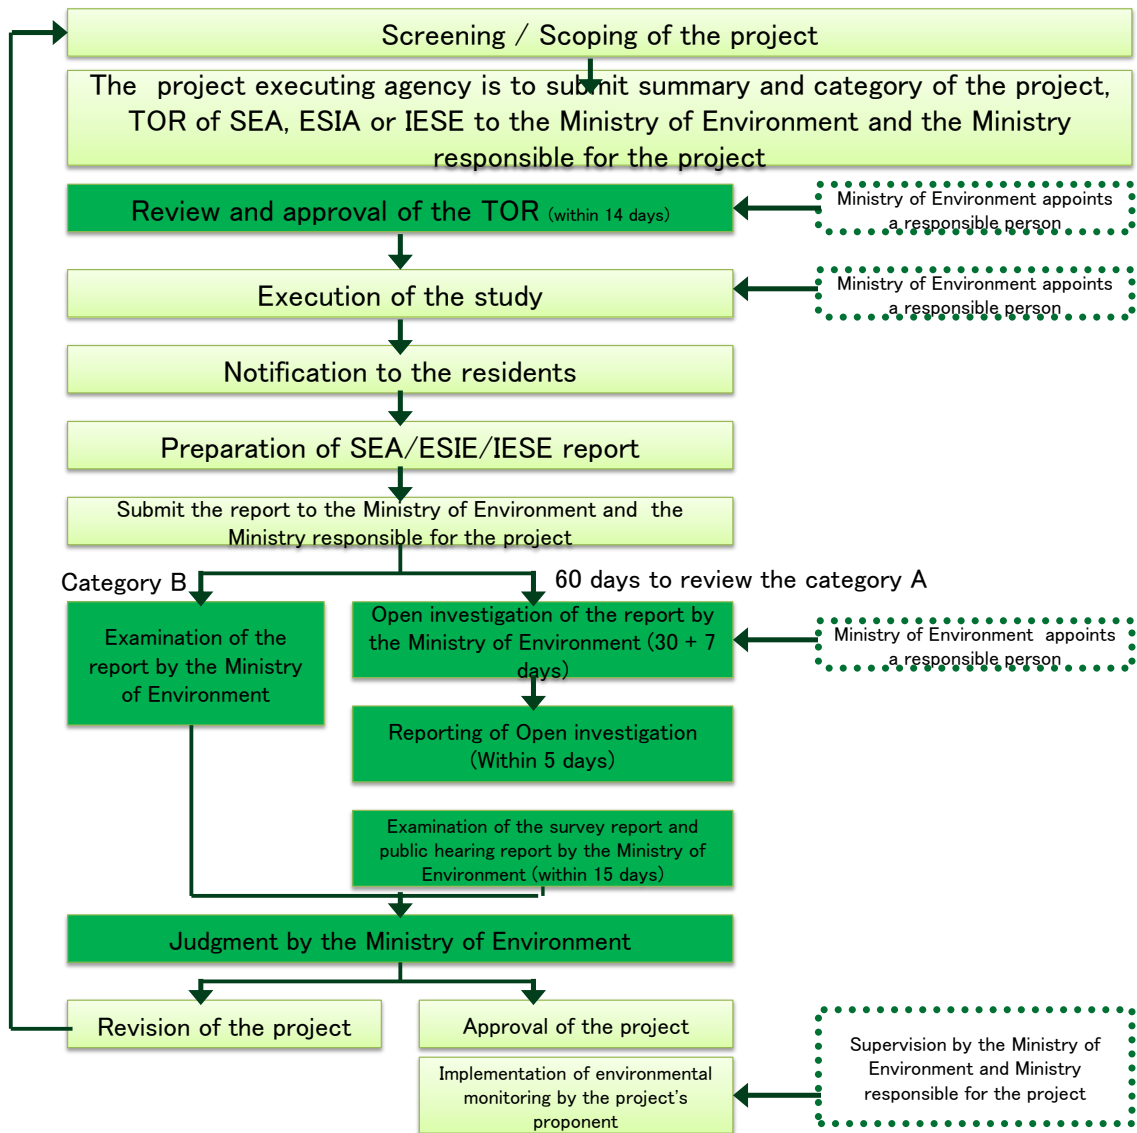 Screening / Scoping of the project
The project executing agency is to submit summary and category of the project,
TOR of SEA, ESIA or IESE to the Ministry of Environment and the Ministry
responsible for the project
Review and approval of the TOR (within 14 days)
Ministry of Environment appoints
a responsible person
Execution of the study
Ministry of Environment appoints
a responsible person
Notification to the residents
Preparation of SEA/ESIE/IESE report
Submit the report to the Ministry of Environment and the
Ministry responsible for the project
Category B
60 days to review the category A
Examination of the
report by the Ministry
of Environment
Open investigation of the report by
the Ministry of Environment (30 + 7
days)
Ministry of Environment appoints
a responsible person
Reporting of Open investigation
(Within 5 days)
Examination of the survey report and
public hearing report by the Ministry of
Environment (within 15 days)
Judgment by the Ministry of Environment
Revision of the project
Approval of the project
Implementation of environmental
monitoring by the project's
proponent
Supervision by the Ministry of
Environment and Ministry
responsible for the project